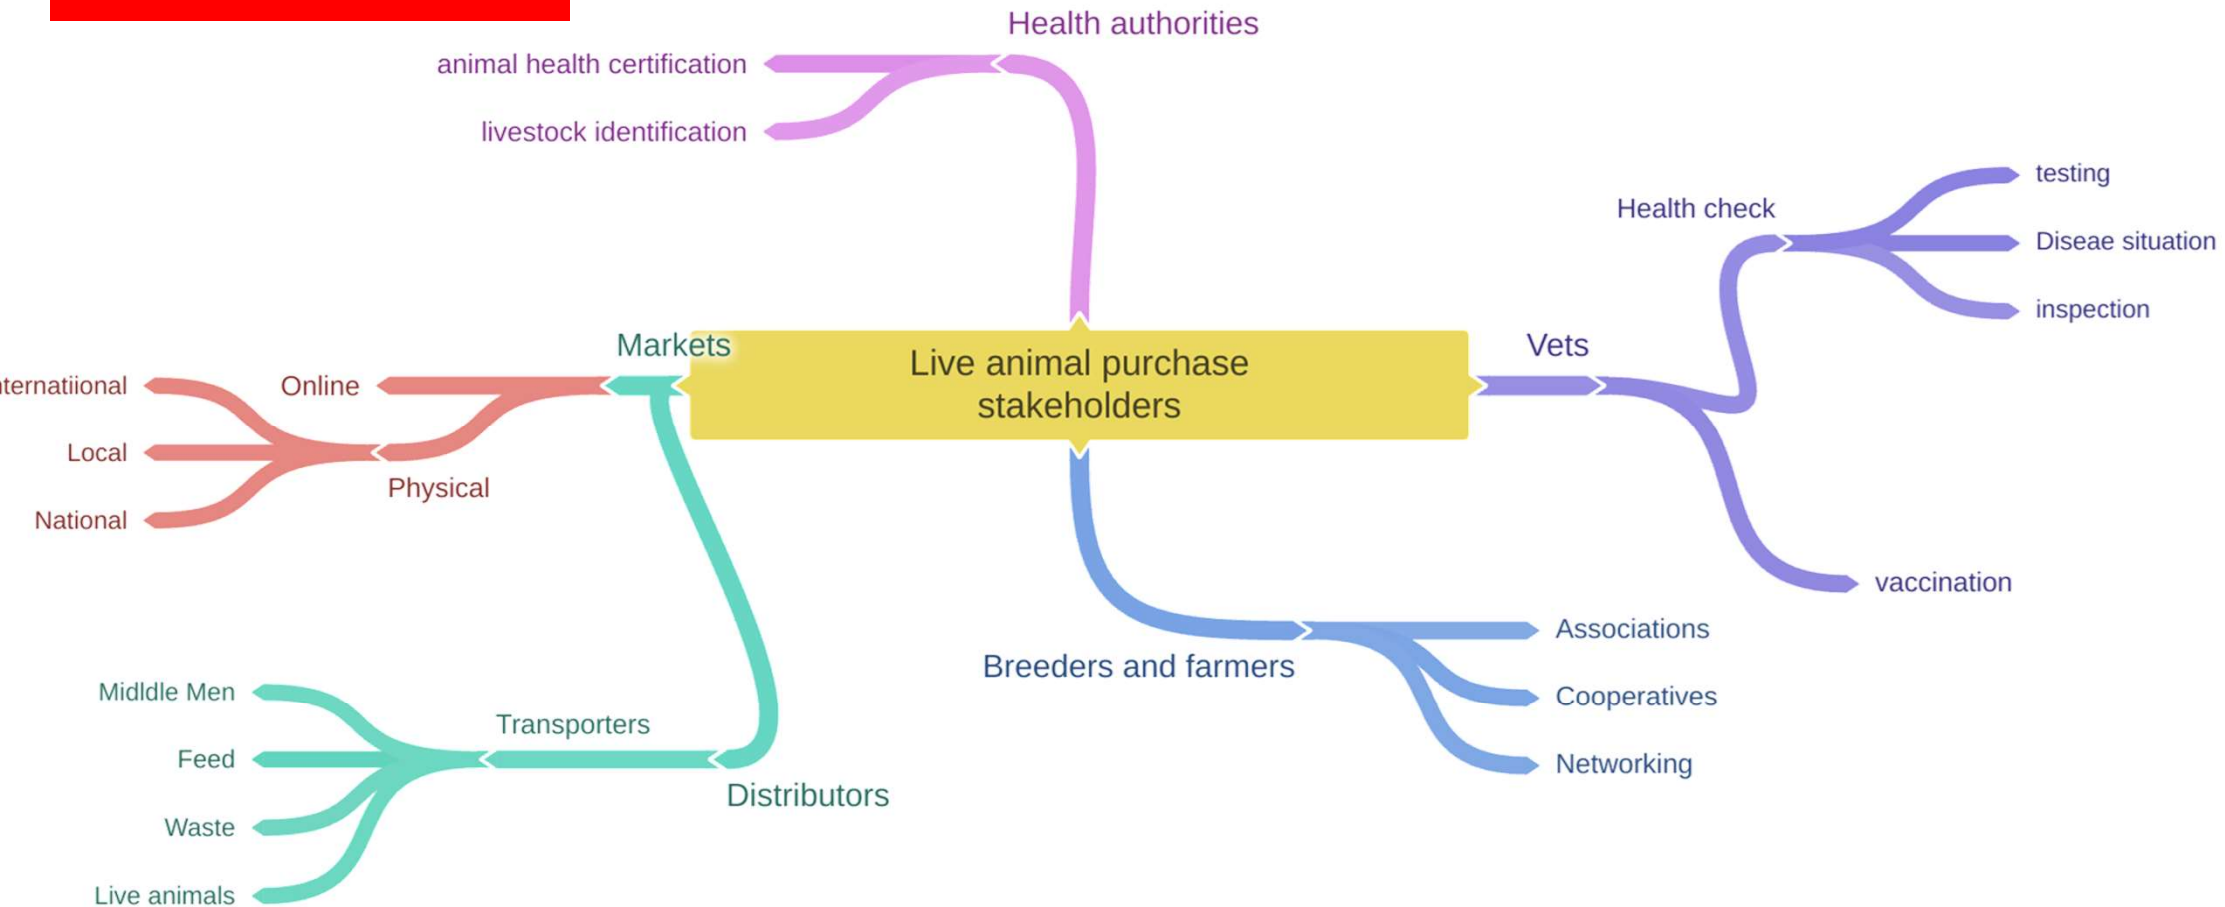 Health authorities
animal health certification
livestock identification
testing
Health check
Diseae situation
inspection
Markets
Live animal purchase
stakeholders
Vets
nternatiional
Online
Local
Physical
National
vaccination
Associations
Breeders and farmers
Cooperatives
Networking
Midldle Men
Transporters
Feed
Distributors
Waste
Live animals